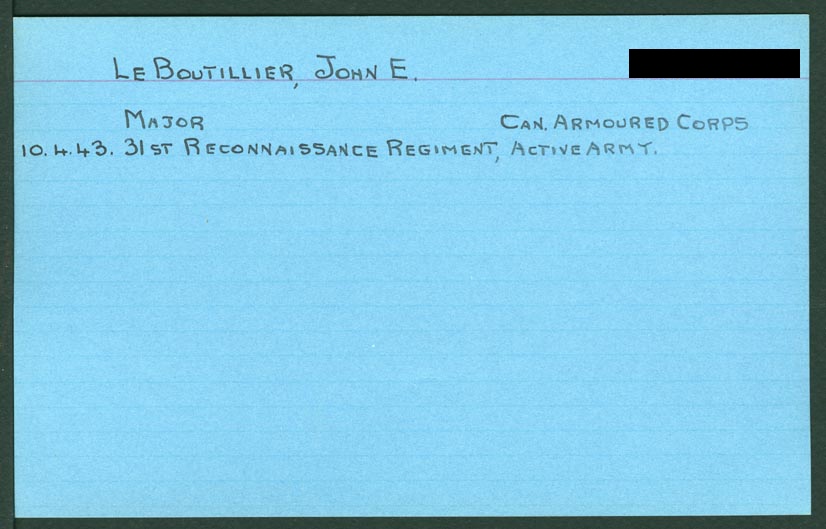 Le Boutillier, John E.
Major Can. Armoured Corps
10.4.43. 31st Reconnaissance Regiment, Active Army.